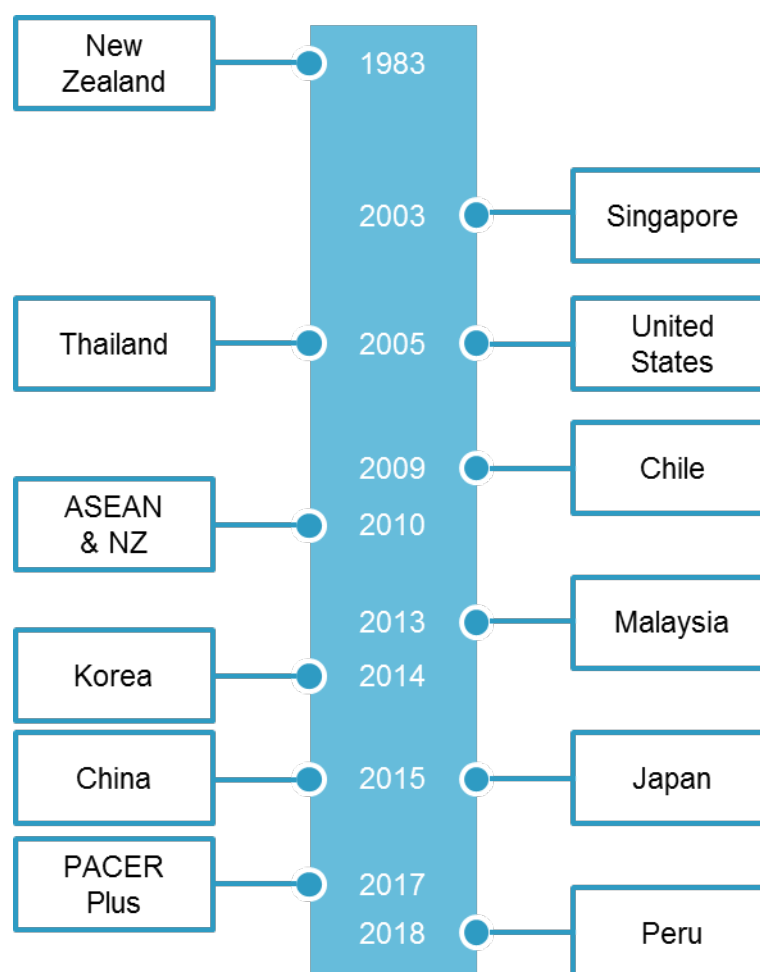 New
Zealand
1983
2003
Singapore
Thailand
2005
United
States
2009
Chile
ASEAN
& NZ
2010
2013
Malaysia
Korea
2014
China
2015
Japan
PACER
Plus
2017
2018
Peru